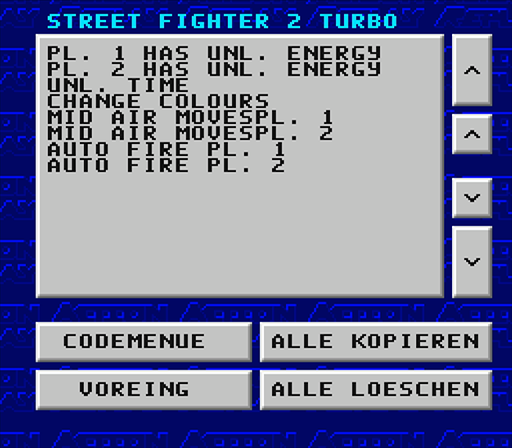 STREET FIGHTER 2 TURBO
PL. 1 HAS UNL. ENERGY
PL. 2 HAS UNL. ENERGY
UNL. TIME
CHANGE COLOURS
MID AIR MOVESPL. 1
MID AIR MOVESPL. 2
AUTO FIRE PL. 1
AUTO FIRE PL. 2
CODEMENUE
ALLE KOPIEREN
VOREING
ALLE LOESCHEN